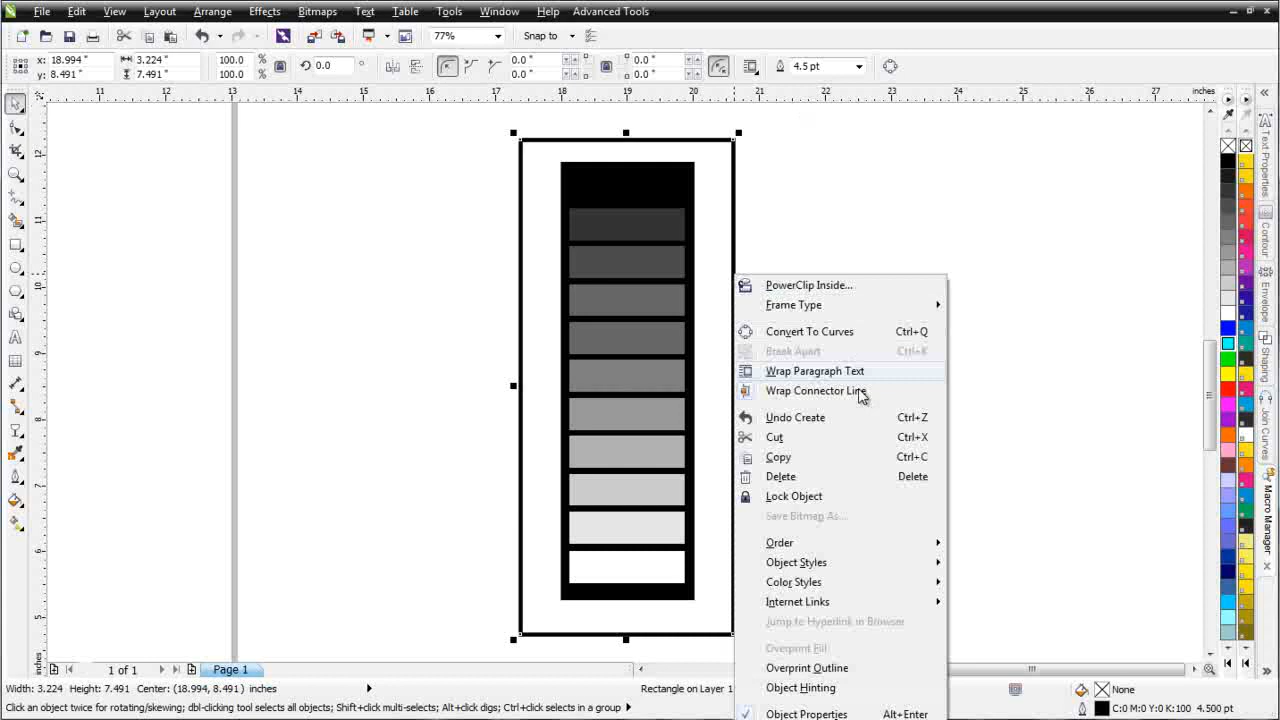 File Edit View Layout Arrange Effects Bitmaps Text Table Tools Window Help Advanced Tools
77% Snap to
x: 18.994 " 3.224 " 100.0 % 0.0 ° 0.0 " 0.0 " 4.5 pt
y: 8.491 " 7.491 " 100.0 % 0.0 " 0.0 "
11 12 13 14 15 16 17 18 19 20 21 22 23 24 25 26 27 inches
12
11
10
9
8
7
6
5
inches
PowerClip Inside...
Frame Type
Convert To Curves Ctrl+Q
Break Apart Ctrl+K
Wrap Paragraph Text
Wrap Connector Line
Undo Create Ctrl+Z
Cut Ctrl+X
Copy Ctrl+C
Delete Delete
Lock Object
Save Bitmap As...
Order
Object Styles
Color Styles
Internet Links
Jump to Hyperlink in Browser
Overprint Fill
Overprint Outline
Object Hinting
Object Properties Alt+Enter
Text Properties
Contour
Envelope
Shaping
Join Curves
Macro Manager
1 of 1 Page 1
Width: 3.224 Height: 7.491 Center: (18.994, 8.491) inches Rectangle on Layer 1 None
Click an object twice for rotating/skewing; dbl-clicking tool selects all objects; Shift+click multi-selects; Alt+click digs; Ctrl+click selects in a group C:0 M:0 Y:0 K:100 4.500 pt